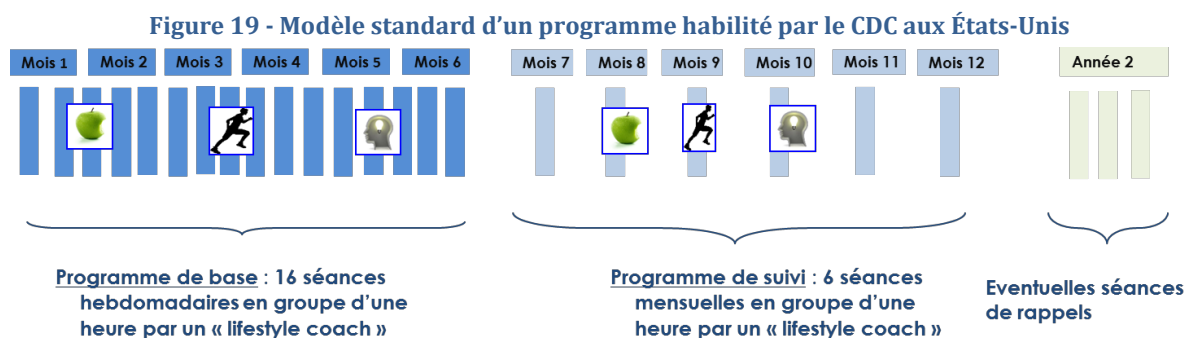 Figure 19 - Modèle standard d'un programme habilité par le CDC aux États-Unis
Mois 1 Mois 2 Mois 3 Mois 4 Mois 5 Mois 6 Mois 7 Mois 8 Mois 9 Mois 10 Mois 11 Mois 12 Année 2
Programme de base : 16 séances
hebdomadaires en groupe d'une
heure par un « lifestyle coach »
Programme de suivi : 6 séances
mensuelles en groupe d'une
heure par un « lifestyle coach »
Eventuelles séances
de rappels